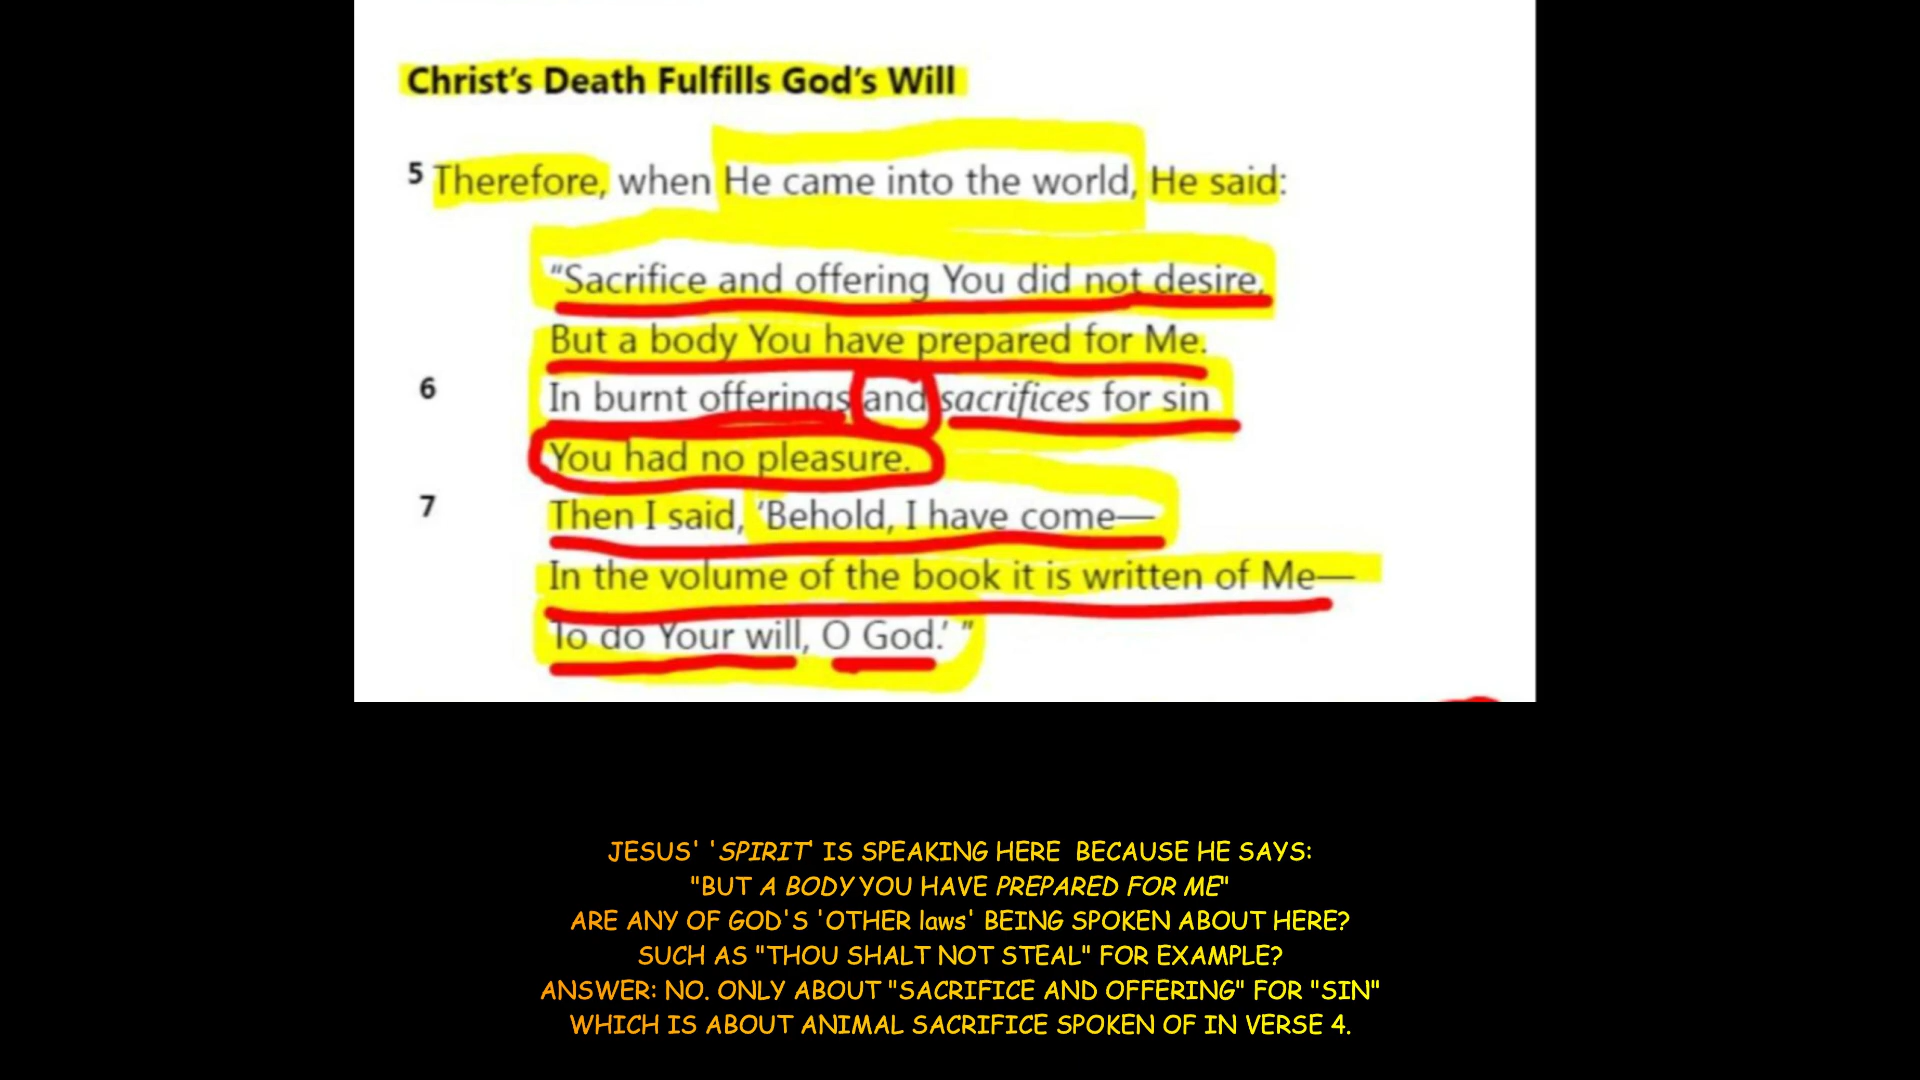 Christ's Death Fulfills God's Will
5 Therefore, when He came into the world, He said:
“Sacrifice and offering You did not desire,
But a body You have prepared for Me.
6 In burnt offerings and sacrifices for sin
You had no pleasure.
7 Then I said, ‘Behold, I have come—
In the volume of the book it is written of Me—
To do Your will, O God.’ ”
JESUS' 'SPIRIT' IS SPEAKING HERE BECAUSE HE SAYS:
"BUT A BODY YOU HAVE PREPARED FOR ME"
ARE ANY OF GOD'S 'OTHER laws' BEING SPOKEN ABOUT HERE?
SUCH AS "THOU SHALT NOT STEAL" FOR EXAMPLE?
ANSWER: NO. ONLY ABOUT "SACRIFICE AND OFFERING" FOR "SIN"
WHICH IS ABOUT ANIMAL SACRIFICE SPOKEN OF IN VERSE 4.